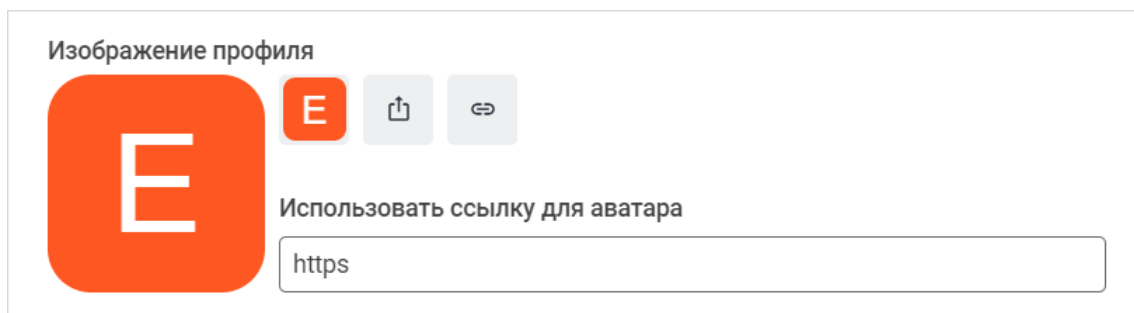 Изображение профиля
E
E
Использовать ссылку для аватара
https